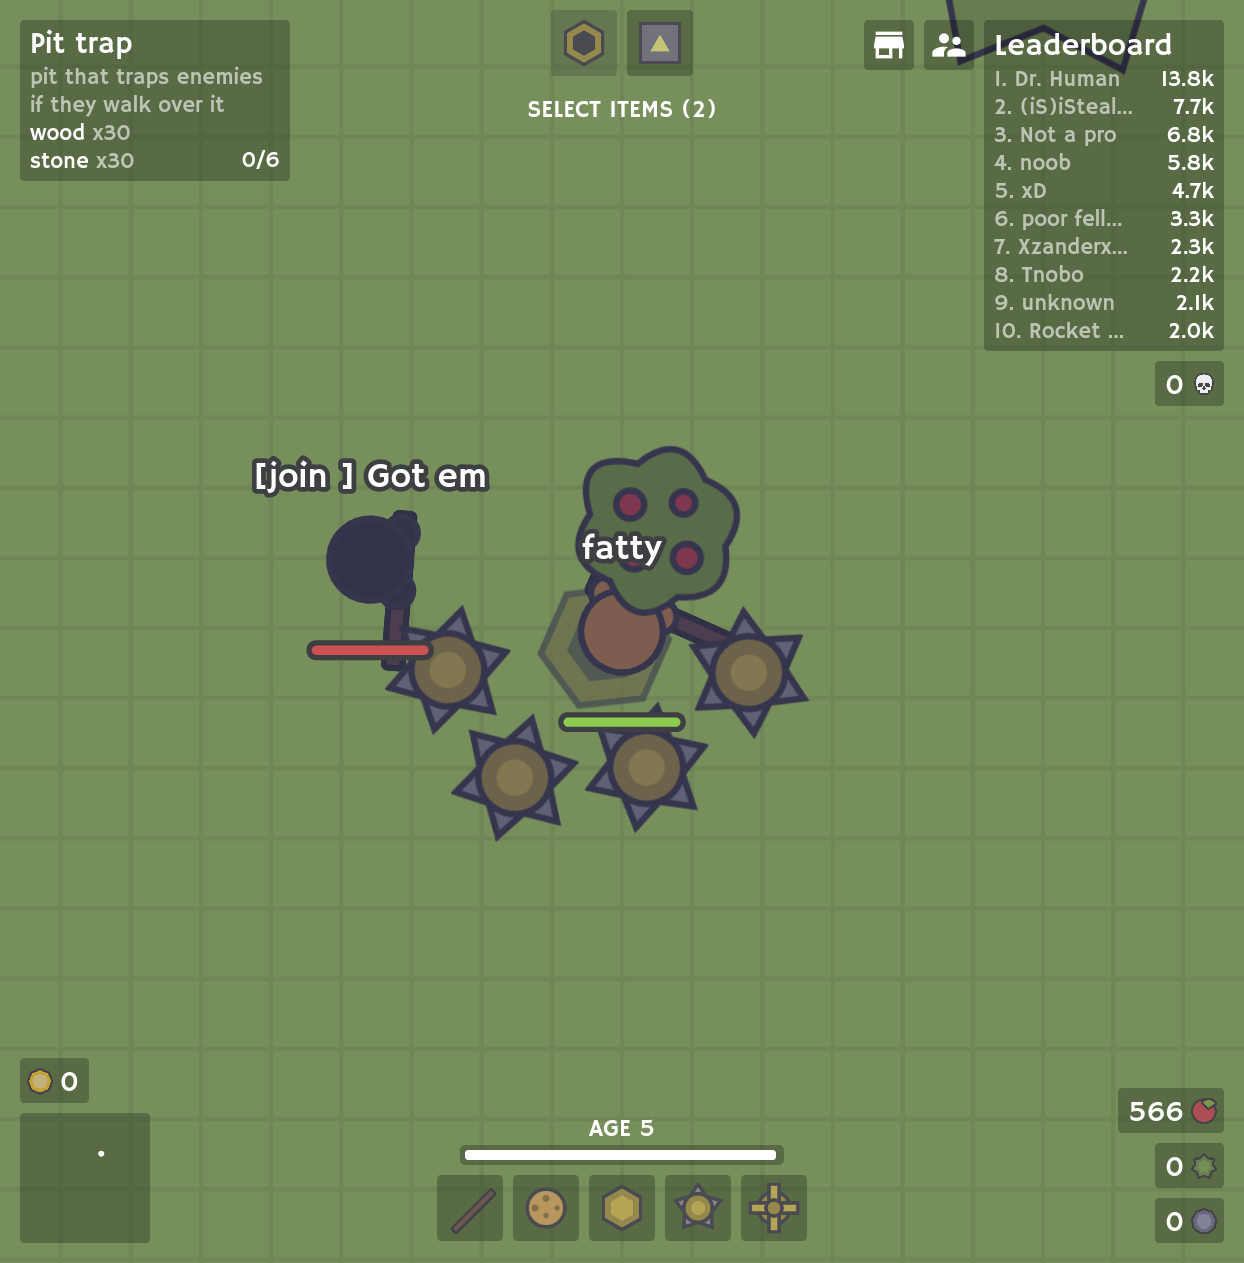 Pit trap
pit that traps enemies
if they walk over it
wood x30
stone x30 0/6
SELECT ITEMS (2)
Leaderboard
1. Dr. Human 13.8k
2. (iS)iSteal... 7.7k
3. Not a pro 6.8k
4. noob 5.8k
5. xD 4.7k
6. poor fell... 3.3k
7. Xzanderx... 2.3k
8. Tnobo 2.2k
9. unknown 2.1k
10. Rocket ... 2.0k
0
[join ] Got em
fatty
0
AGE 5
566
0
0